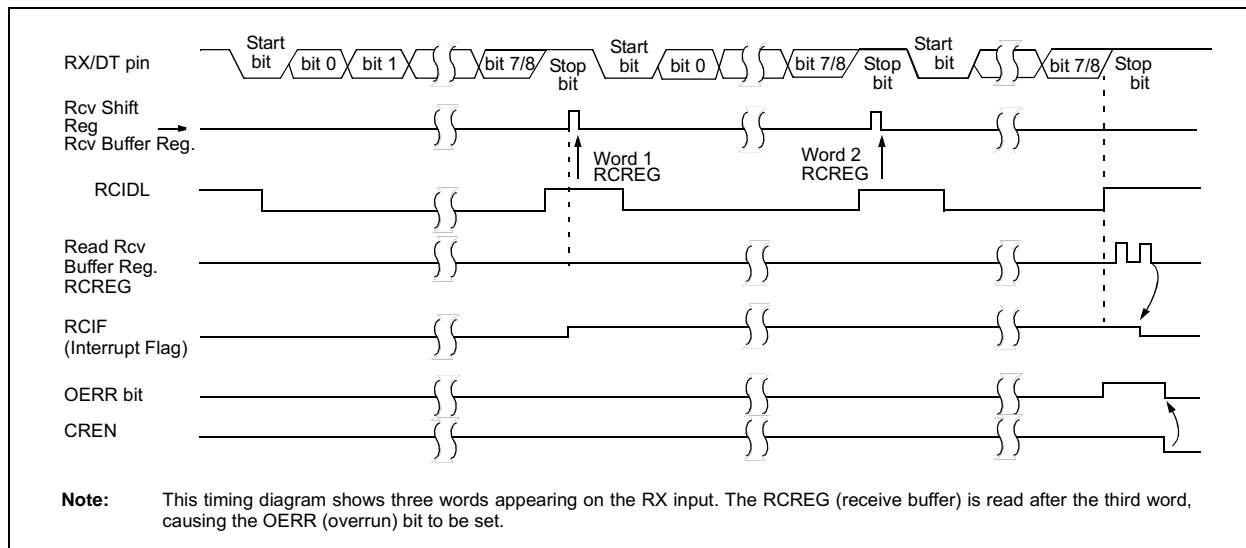 RX/DT pin
Start
bit
bit 0
bit 1
bit 7/8
Stop
bit
Start
bit
bit 0
bit 7/8
Stop
bit
Start
bit
bit 7/8
Stop
bit
Rcv Shift
Reg
Rcv Buffer Reg.
Word 1
RCREG
Word 2
RCREG
RCIDL
Read Rcv
Buffer Reg.
RCREG
RCIF
(Interrupt Flag)
OERR bit
CREN
Note: This timing diagram shows three words appearing on the RX input. The RCREG (receive buffer) is read after the third word,
causing the OERR (overrun) bit to be set.